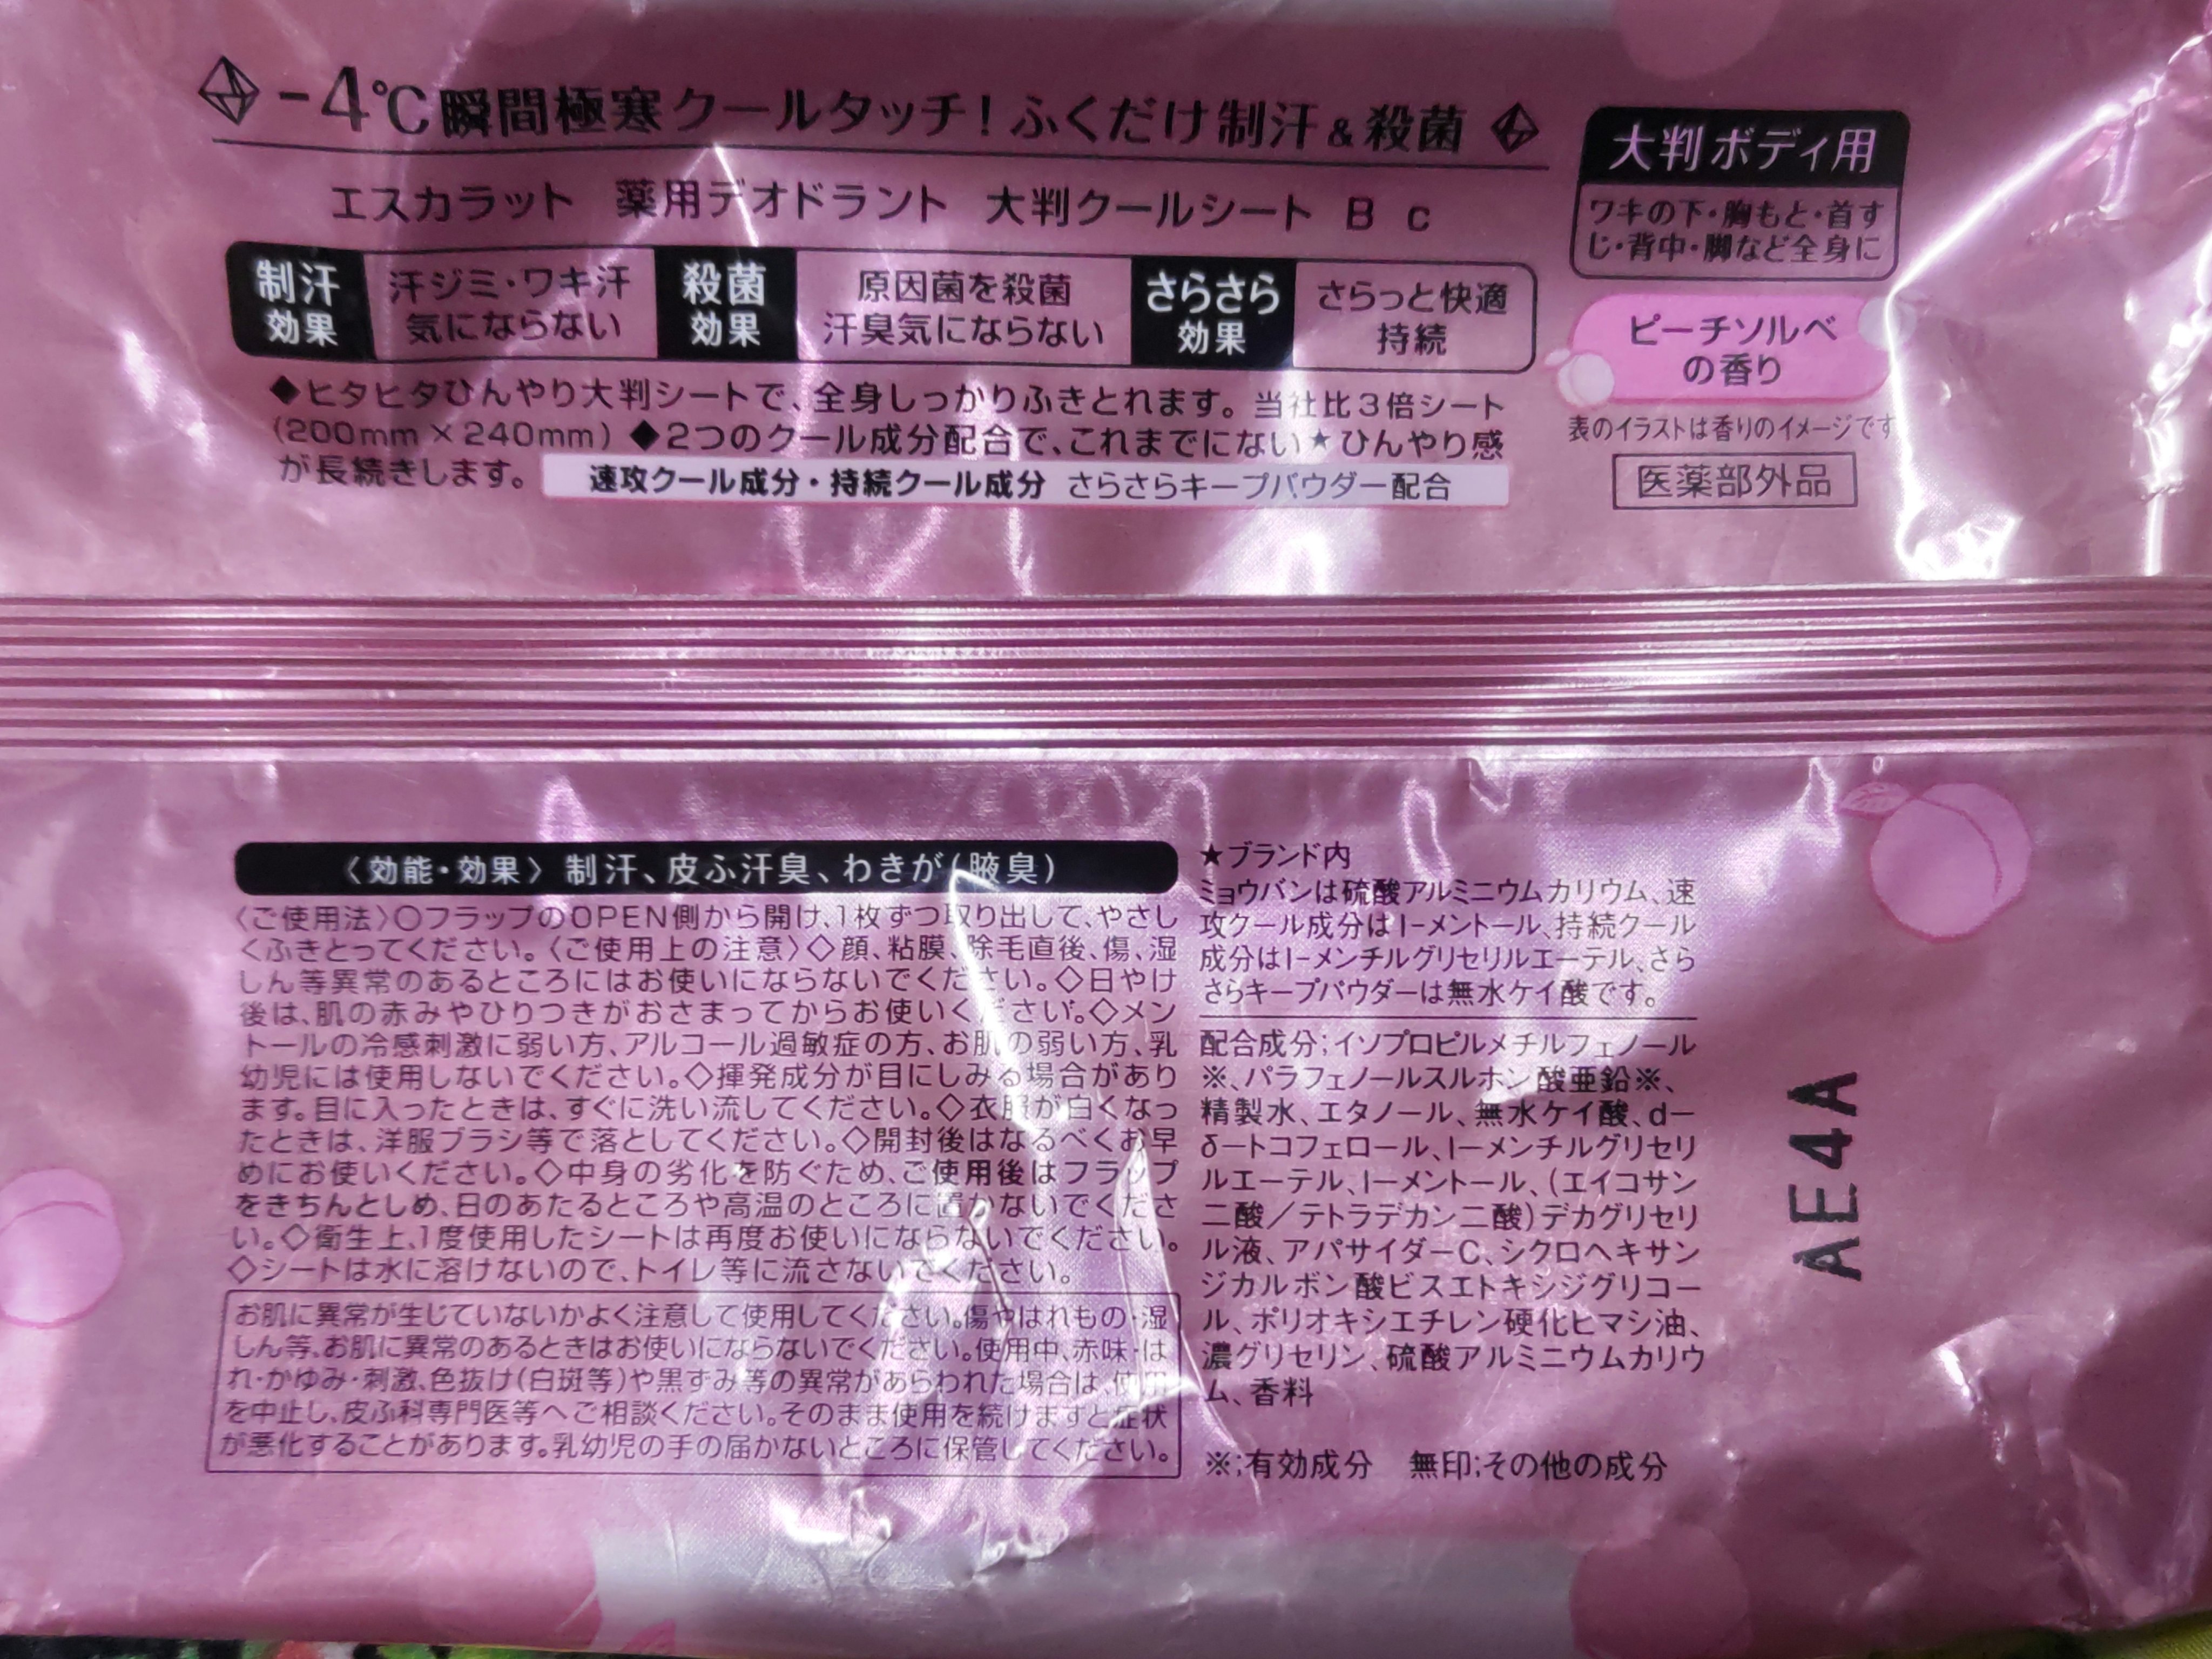 -4℃瞬間極寒クールタッチ!ふくだけ制汗&殺菌
エスカラット 薬用デオドラント 大判クールシート B c
制汗効果
汗ジミ・ワキ汗
気にならない
殺菌効果
原因菌を殺菌
汗臭気にならない
さらさら効果
さらっと快適
持続
◆ヒタヒタひんやり大判シートで、全身しっかりふきとれます。当社比3倍シート
(200mm×240mm)◆2つのクール成分配合で、これまでにない★ひんやり感
が長続きします。
速攻クール成分・持続クール成分 さらさらキープパウダー配合
大判ボディ用
ワキの下・胸もと・首す
じ・背中・脚など全身に
ピーチソルベ
の香り
表のイラストは香りのイメージです
医薬部外品
〈効能・効果〉制汗、皮ふ汗臭、わきが(腋臭)
〈ご使用法〉○フラップのOPEN側から開け、1枚ずつ取り出して、やさし
くふきとってください。〈ご使用上の注意〉◇顔、粘膜、除毛直後、傷、湿
しん等異常のあるところにはお使いにならないでください。◇日やけ
後は、肌の赤みやひりつきがおさまってからお使いください。◇メン
トールの冷感刺激に弱い方、アルコール過敏症の方、お肌の弱い方、乳
幼児には使用しないでください。◇揮発成分が目にしみる場合があり
ます。目に入ったときは、すぐに洗い流してください。◇衣服が白くなっ
たときは、洋服ブラシ等で落としてください。◇開封後はなるべくお早
めにお使いください。◇中身の劣化を防ぐため、ご使用後はフラップ
をきちんとしめ、日のあたるところや高温のところに置かないでくださ
い。◇衛生上、1度使用したシートは再度お使いにならないでください。
◇シートは水に溶けないので、トイレ等に流さないでください。
お肌に異常が生じていないかよく注意して使用してください。傷やはれもの・湿
しん等、お肌に異常のあるときはお使いにならないでください。使用中、赤味・は
れ・かゆみ・刺激、色抜け(白斑等)や黒ずみ等の異常があらわれた場合は、使用
を中止し、皮ふ科専門医等へご相談ください。そのまま使用を続けますと症状
が悪化することがあります。乳幼児の手の届かないところに保管してください。
★ブランド内
ミョウバンは硫酸アルミニウムカリウム、速
攻クール成分はl-メントール、持続クール
成分はl-メンチルグリセリルエーテル、さら
さらキープパウダーは無水ケイ酸です。
配合成分;イソプロピルメチルフェノール
※、パラフェノールスルホン酸亜鉛※、
精製水、エタノール、無水ケイ酸、dー
δートコフェロール、lーメンチルグリセリ
ルエーテル、lーメントール、(エイコサン
二酸/テトラデカン二酸)デカグリセリ
ル液、アパサイダーC、シクロヘキサン
ジカルボン酸ビスエトキシジグリコー
ル、ポリオキシエチレン硬化ヒマシ油、
濃グリセリン、硫酸アルミニウムカリウ
ム、香料
※;有効成分 無印;その他の成分
AE4A